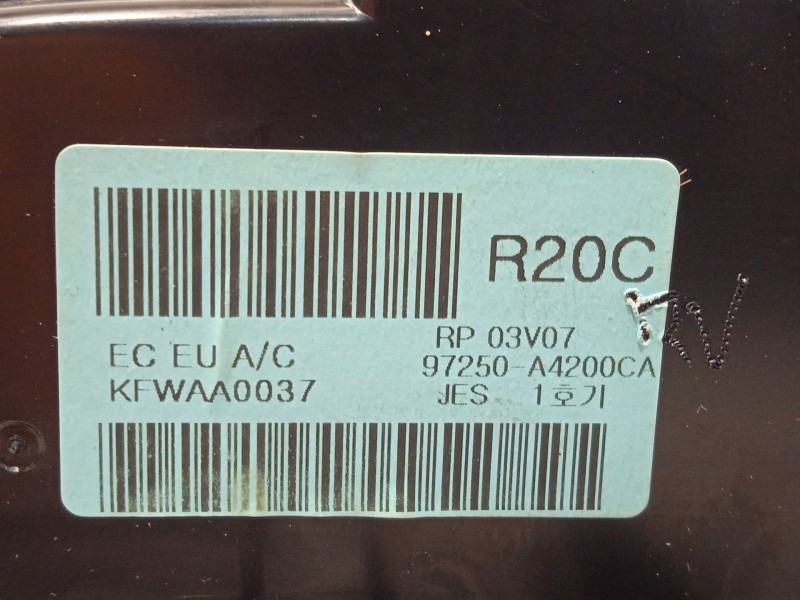 R20C
EC EU A/C
RP 03V07
KFWAA0037
97250-A4200CA
JES 1호기